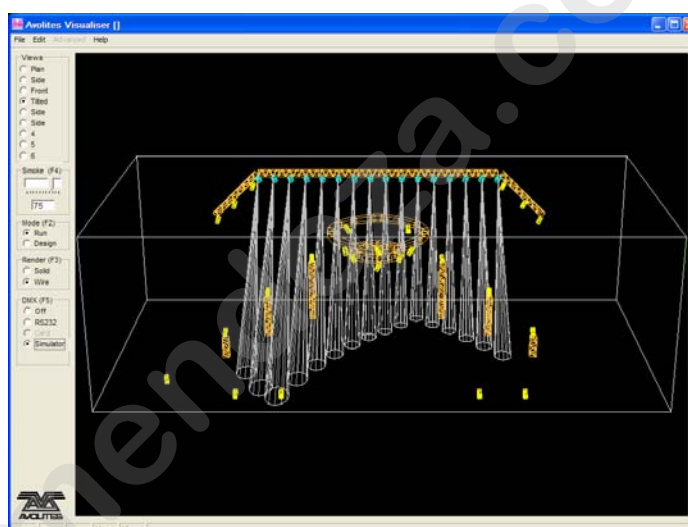 Avolites Visualiser []
File Edit Advanced Help
Views
Plan
Side
Front
Tilted
Side
Side
4
5
6
Smoke (F4)
75
Mode (F2)
Run
Design
Render (F3)
Solid
Wire
DMX (F5)
Off
RS232
Card
Simulator
AVOLITES